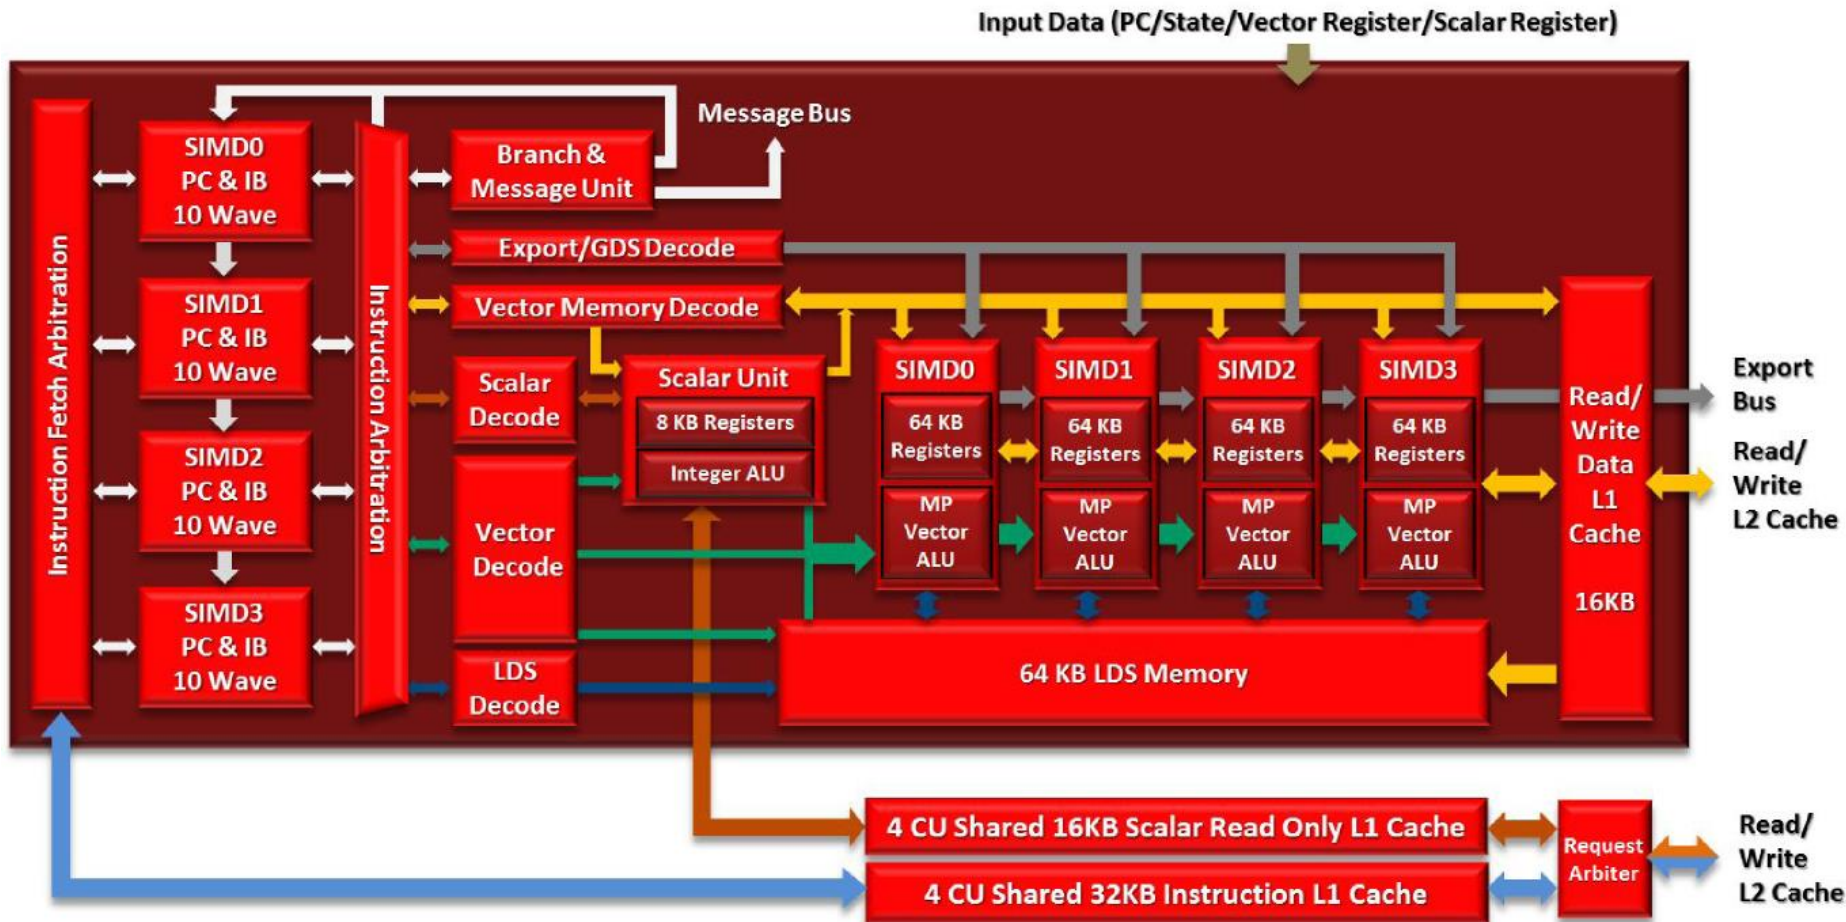 Input Data (PC/State/Vector Register/Scalar Register)
Instruction Fetch Arbitration
SIMD0
PC & IB
10 Wave
SIMD1
PC & IB
10 Wave
SIMD2
PC & IB
10 Wave
SIMD3
PC & IB
10 Wave
Instruction Arbitration
Branch &
Message Unit
Message Bus
Export/GDS Decode
Vector Memory Decode
Scalar
Decode
Vector
Decode
LDS
Decode
Scalar Unit
8 KB Registers
Integer ALU
SIMD0
64 KB
Registers
MP
Vector
ALU
SIMD1
64 KB
Registers
MP
Vector
ALU
SIMD2
64 KB
Registers
MP
Vector
ALU
SIMD3
64 KB
Registers
MP
Vector
ALU
64 KB LDS Memory
Read/
Write
Data
L1
Cache
16KB
Export
Bus
Read/
Write
L2 Cache
4 CU Shared 16KB Scalar Read Only L1 Cache
4 CU Shared 32KB Instruction L1 Cache
Request
Arbiter
Read/
Write
L2 Cache